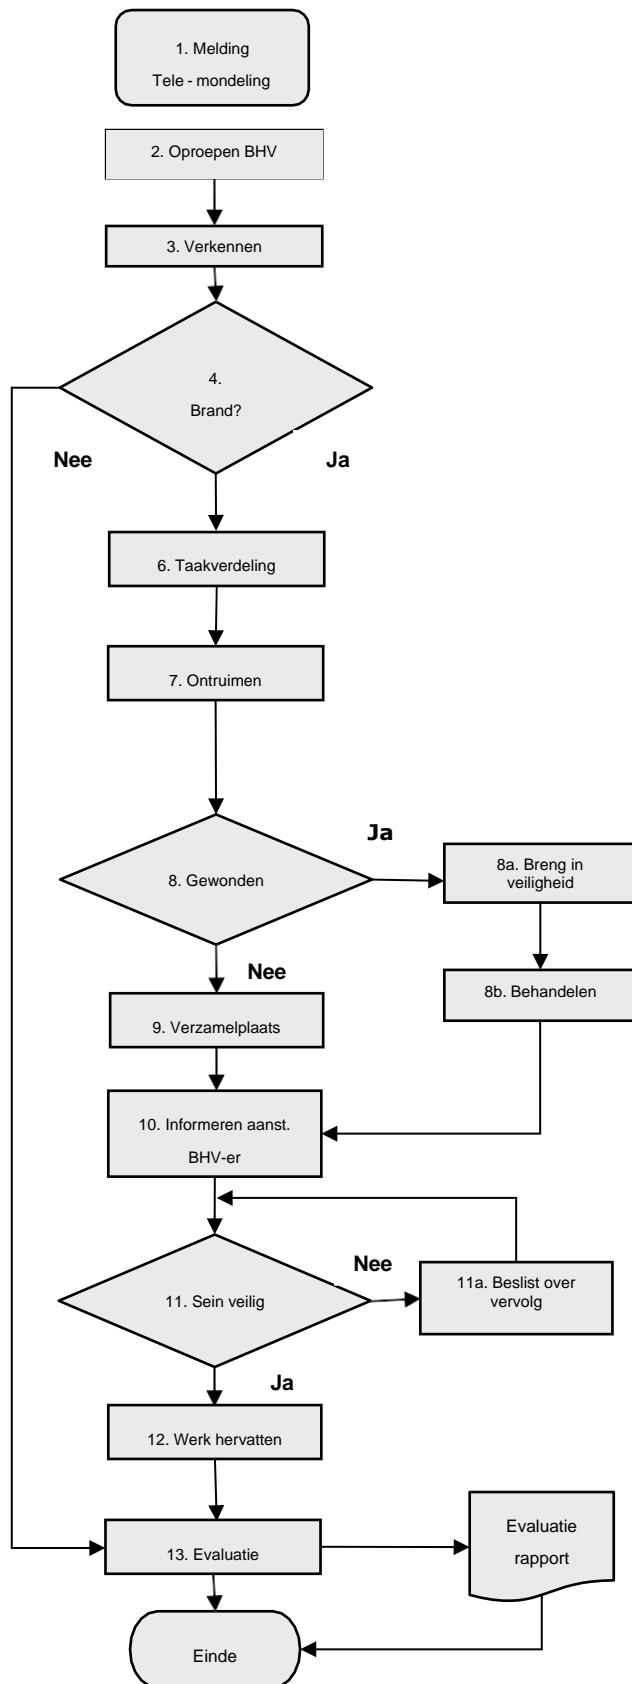 1. Melding
Tele - mondeling
2. Oproepen BHV
3. Verkennen
4.
Brand?
Nee
Ja
6. Taakverdeling
7. Ontruimen
Ja
8. Gewonden
8a. Breng in
veiligheid
Nee
8b. Behandelen
9. Verzamelplaats
10. Informeren aanst.
BHV-er
Nee
11. Sein veilig
11a. Beslist over
vervolg
Ja
12. Werk hervatten
13. Evaluatie
Evaluatie
rapport
Einde